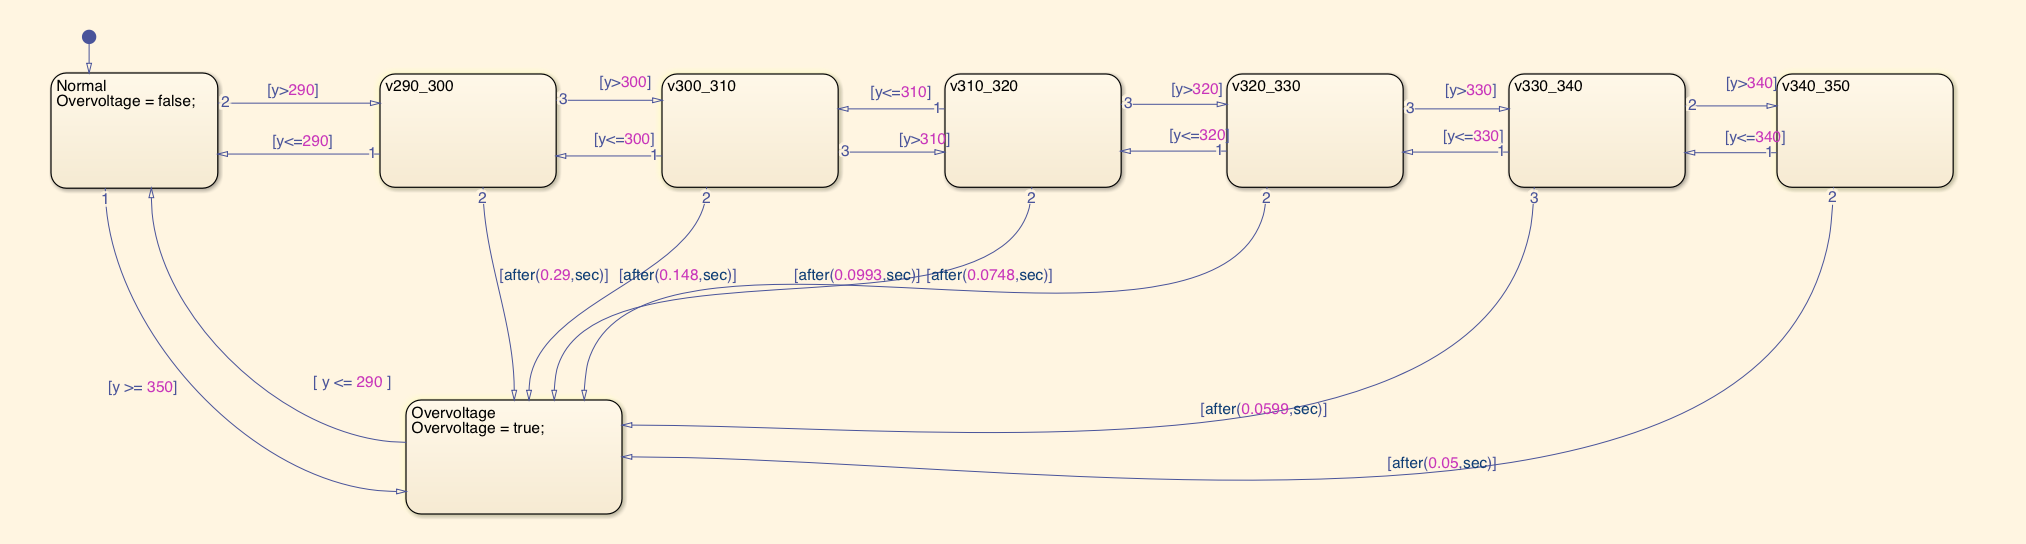 Normal
Overvoltage = false;
2
[y>290]
[y<=290]
1
v290_300
3
[y>300]
[y<=300]
1
v300_310
[y<=310]
1
3
[y>310]
v310_320
3
[y>320]
[y<=320]
1
v320_330
3
[y>330]
[y<=330]
1
v330_340
2
[y>340]
[y<=340]
1
v340_350
1
2
2
2
2
3
2
[after(0.29,sec)]
[after(0.148,sec)]
[after(0.0993,sec)]
[after(0.0748,sec)]
[y >= 350]
[ y <= 290 ]
Overvoltage
Overvoltage = true;
[after(0.0599,sec)]
[after(0.05,sec)]